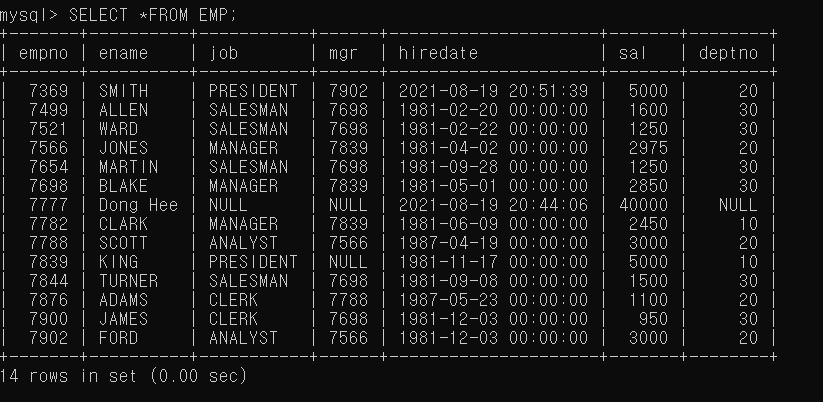 mysql> SELECT *FROM EMP;
+-------+----------+-----------+------+---------------------+-------+--------+
| empno | ename    | job       | mgr  | hiredate            | sal   | deptno |
+-------+----------+-----------+------+---------------------+-------+--------+
|  7369 | SMITH    | PRESIDENT | 7902 | 2021-08-19 20:51:39 |  5000 |     20 |
|  7499 | ALLEN    | SALESMAN  | 7698 | 1981-02-20 00:00:00 |  1600 |     30 |
|  7521 | WARD     | SALESMAN  | 7698 | 1981-02-22 00:00:00 |  1250 |     30 |
|  7566 | JONES    | MANAGER   | 7839 | 1981-04-02 00:00:00 |  2975 |     20 |
|  7654 | MARTIN   | SALESMAN  | 7698 | 1981-09-28 00:00:00 |  1250 |     30 |
|  7698 | BLAKE    | MANAGER   | 7839 | 1981-05-01 00:00:00 |  2850 |     30 |
|  7777 | Dong Hee | NULL      | NULL | 2021-08-19 20:44:06 | 40000 |   NULL |
|  7782 | CLARK    | MANAGER   | 7839 | 1981-06-09 00:00:00 |  2450 |     10 |
|  7788 | SCOTT    | ANALYST   | 7566 | 1987-04-19 00:00:00 |  3000 |     20 |
|  7839 | KING     | PRESIDENT | NULL | 1981-11-17 00:00:00 |  5000 |     10 |
|  7844 | TURNER   | SALESMAN  | 7698 | 1981-09-08 00:00:00 |  1500 |     30 |
|  7876 | ADAMS    | CLERK     | 7788 | 1987-05-23 00:00:00 |  1100 |     20 |
|  7900 | JAMES    | CLERK     | 7698 | 1981-12-03 00:00:00 |   950 |     30 |
|  7902 | FORD     | ANALYST   | 7566 | 1981-12-03 00:00:00 |  3000 |     20 |
+-------+----------+-----------+------+---------------------+-------+--------+
14 rows in set (0.00 sec)